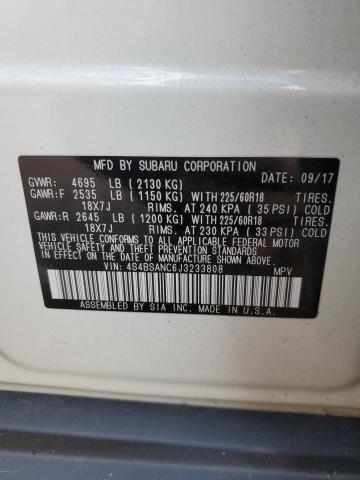 MFD BY SUBARU CORPORATION DATE: 09/17
GVWR: 4695 LB (2130 KG)
GAWR:F 2535 LB (1150 KG) WITH 225/60R18 TIRES.
18X7J RIMS. AT 240 KPA (35 PSI) COLD
GAWR:R 2645 LB (1200 KG) WITH 225/60R18 TIRES.
18X7J RIMS. AT 230 KPA (33 PSI) COLD
THIS VEHICLE CONFORMS TO ALL APPLICABLE FEDERAL MOTOR
VEHICLE SAFETY AND THEFT PREVENTION STANDARDS
IN EFFECT ON THE DATE OF MANUFACTURE SHOWN ABOVE.
VIN: 4S4BSANC6J3233808 MPV
ASSEMBLED BY SIA INC. MADE IN U.S.A.